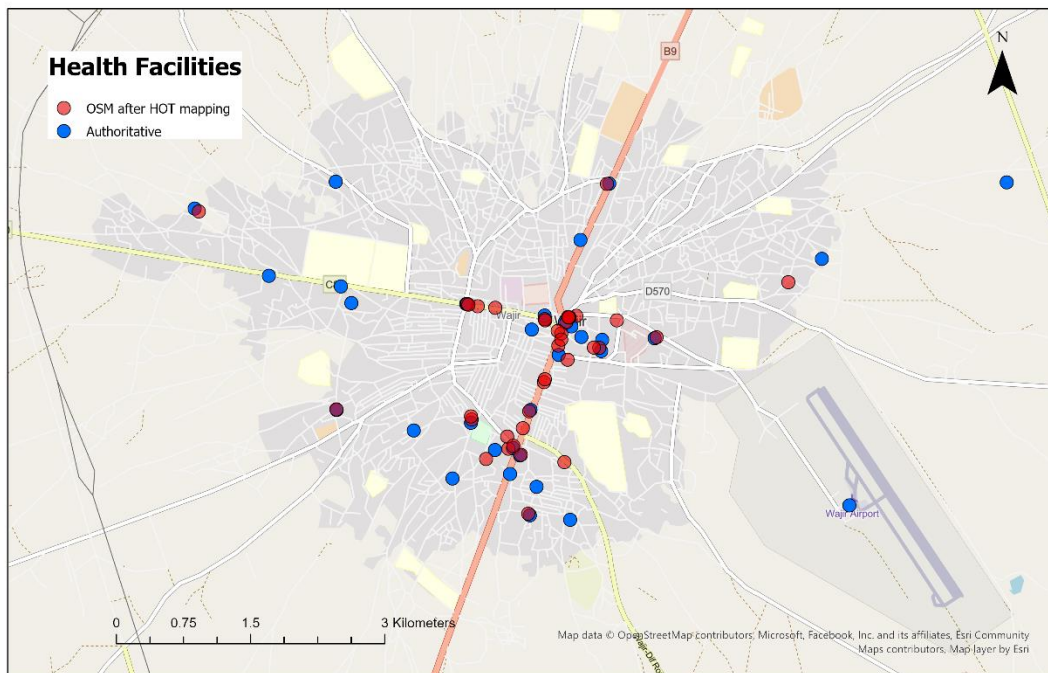 Health Facilities
OSM after HOT mapping
Authoritative
B9
N
D570
Wajir
Wajir Airport
0 0.75 1.5 3 Kilometers
Map data © OpenStreetMap contributors, Microsoft, Facebook, Inc. and its affiliates, Esri Community
Maps contributors, Map layer by Esri